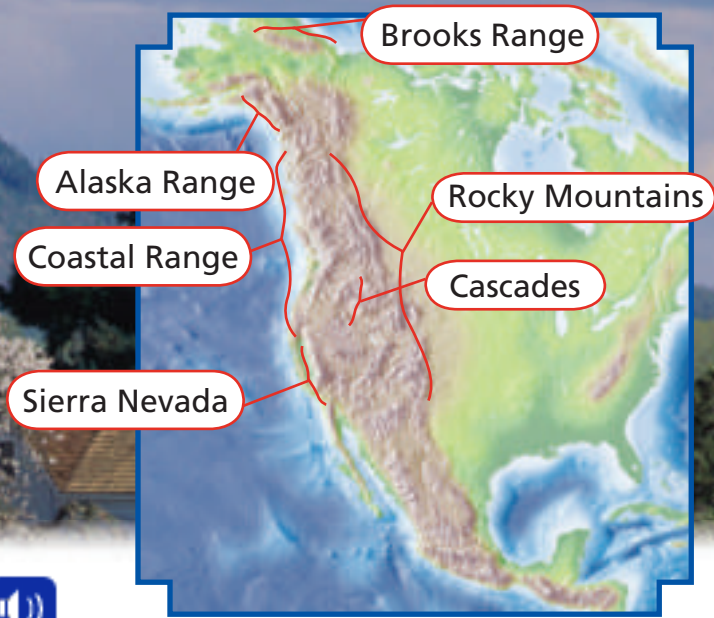 Brooks Range
Alaska Range
Rocky Mountains
Coastal Range
Cascades
Sierra Nevada